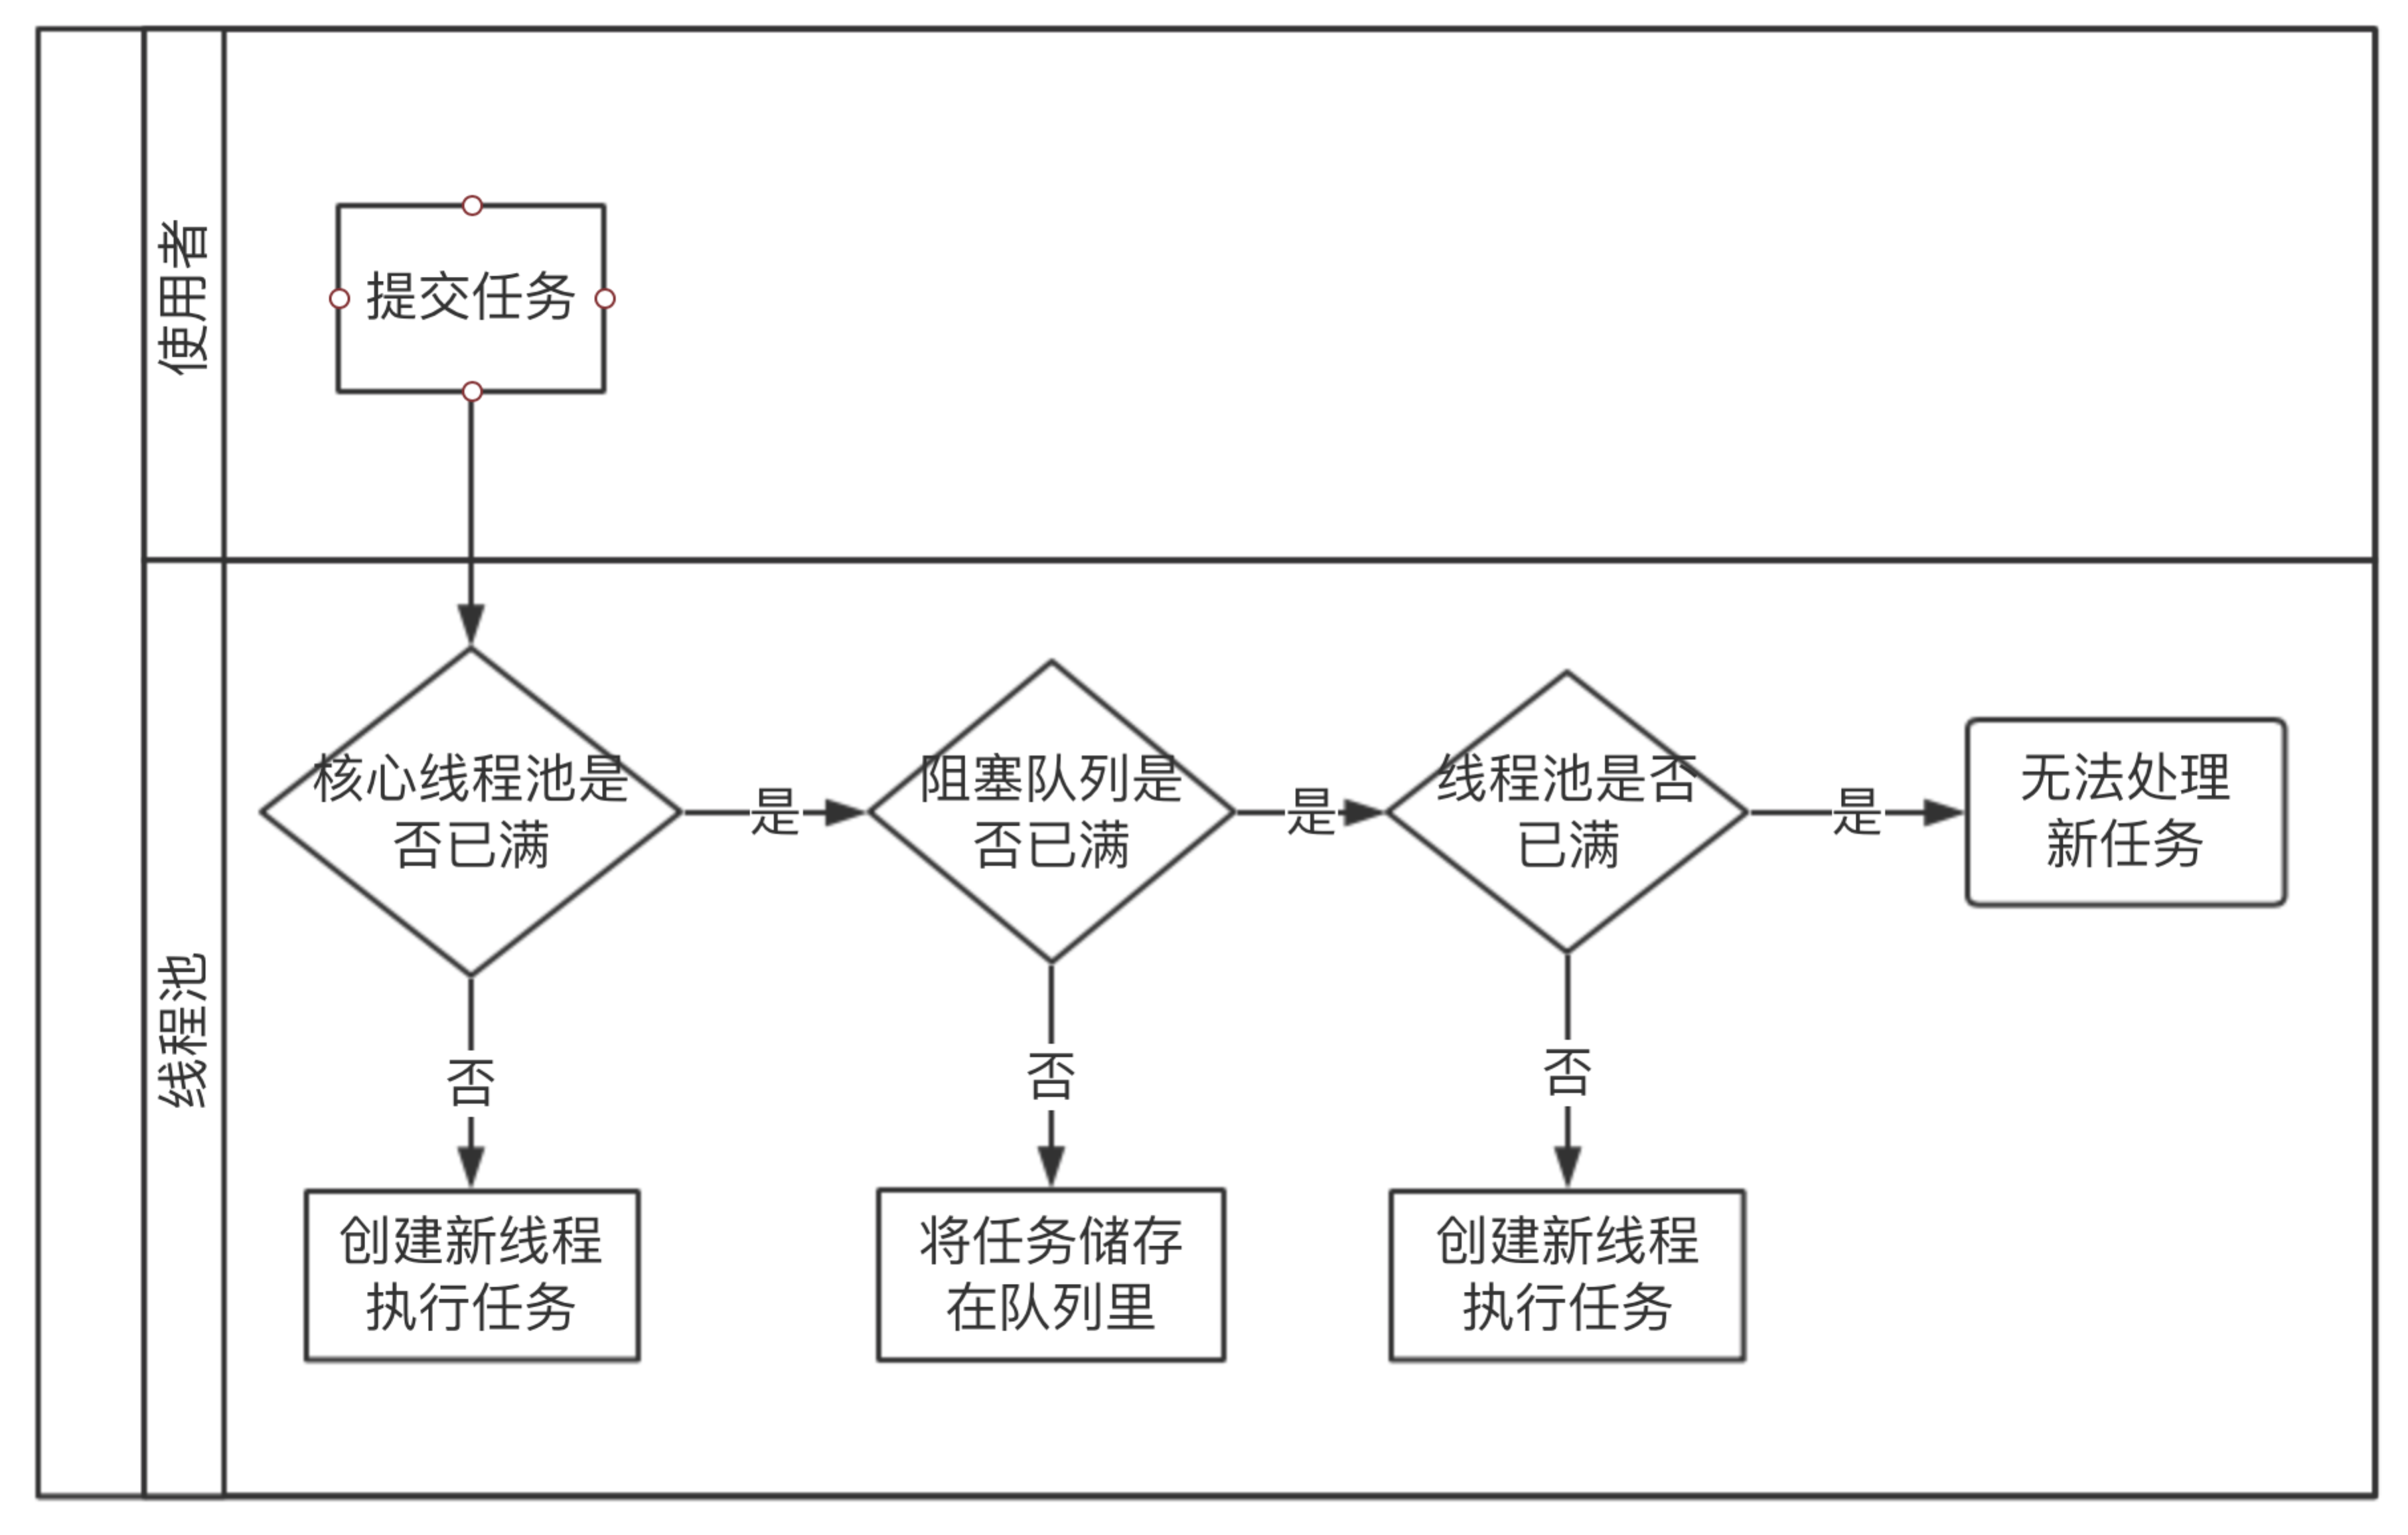 使用者
提交任务
线程池
核心线程池是
否已满
是
阻塞队列是
否已满
是
线程池是否
已满
是
无法处理
新任务
否
否
否
创建新线程
执行任务
将任务储存
在队列里
创建新线程
执行任务